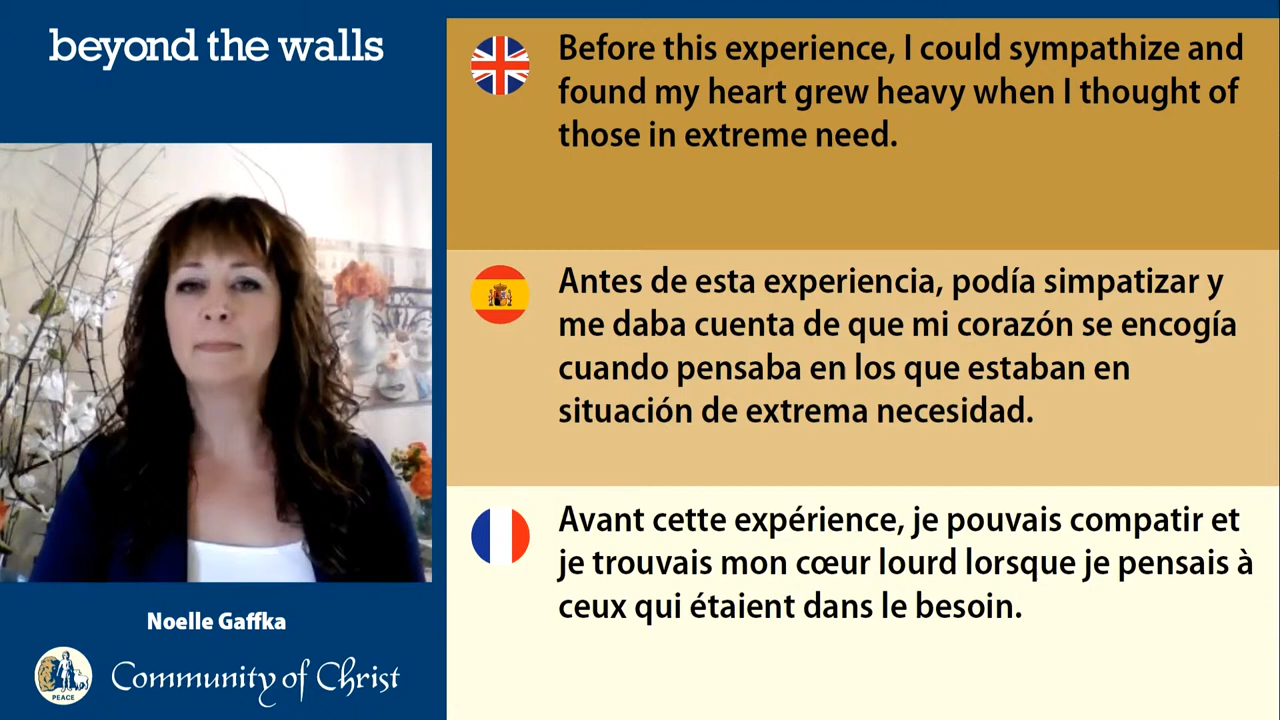 beyond the walls
Before this experience, I could sympathize and
found my heart grew heavy when I thought of
those in extreme need.
Antes de esta experiencia, podía simpatizar y
me daba cuenta de que mi corazón se encogía
cuando pensaba en los que estaban en
situación de extrema necesidad.
Avant cette expérience, je pouvais compatir et
je trouvais mon cœur lourd lorsque je pensais à
ceux qui étaient dans le besoin.
Noelle Gaffka
PEACE
Community of Christ